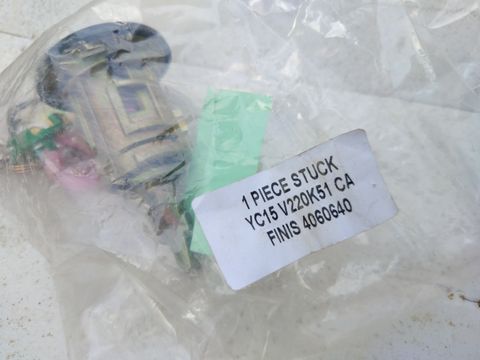 1 PIECE STUCK
YC15 V220K51 CA
FINIS 4060640